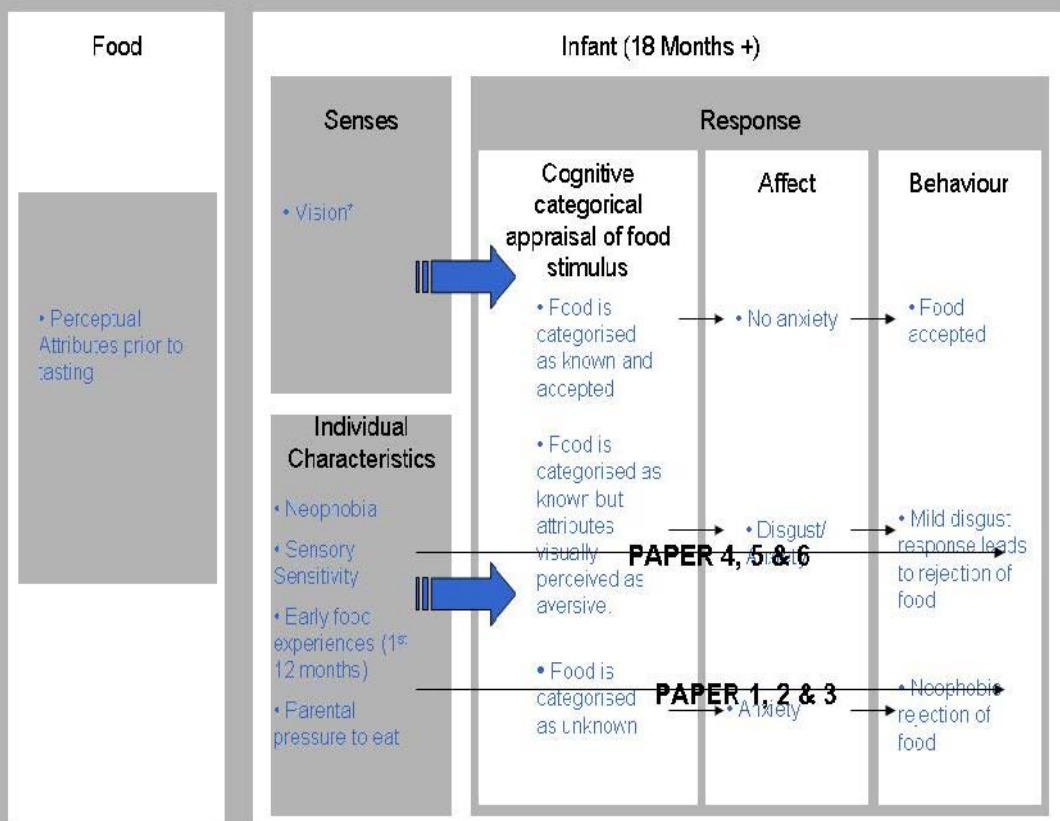 Food
• Perceptual
Attributes prior to
tasting
Infant (18 Months +)
Senses
• Vision*
Individual
Characteristics
• Neophobia
• Sensory
Sensitivity
• Early food
experiences (1st
12 months)
• Parental
pressure to eat
Response
Cognitive
categorical
appraisal of food
stimulus
• Food is
categorised
as known and
accepted
• Food is
categorised as
known but
attributes
visually
perceived as
aversive.
• Food is
categorised
as unknown
Affect
• No anxiety
• Disgust/
Anxiety
• Anxiety
Behaviour
• Food
accepted
• Mild disgust
response leads
to rejection of
food
• Neophobic
rejection of
food
PAPER 4, 5 & 6
PAPER 1, 2 & 3